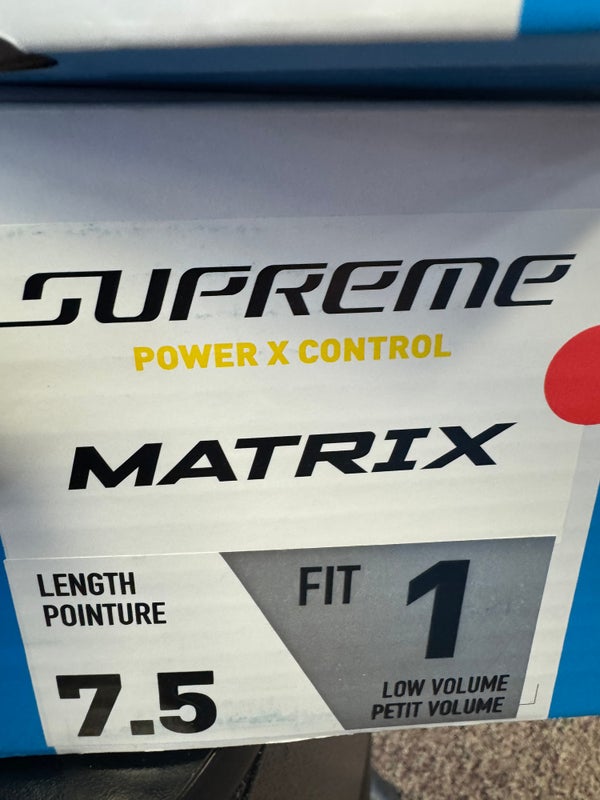 SUPREME
POWER X CONTROL
MATRIX
LENGTH
POINTURE
7.5
FIT 1
LOW VOLUME
PETIT VOLUME